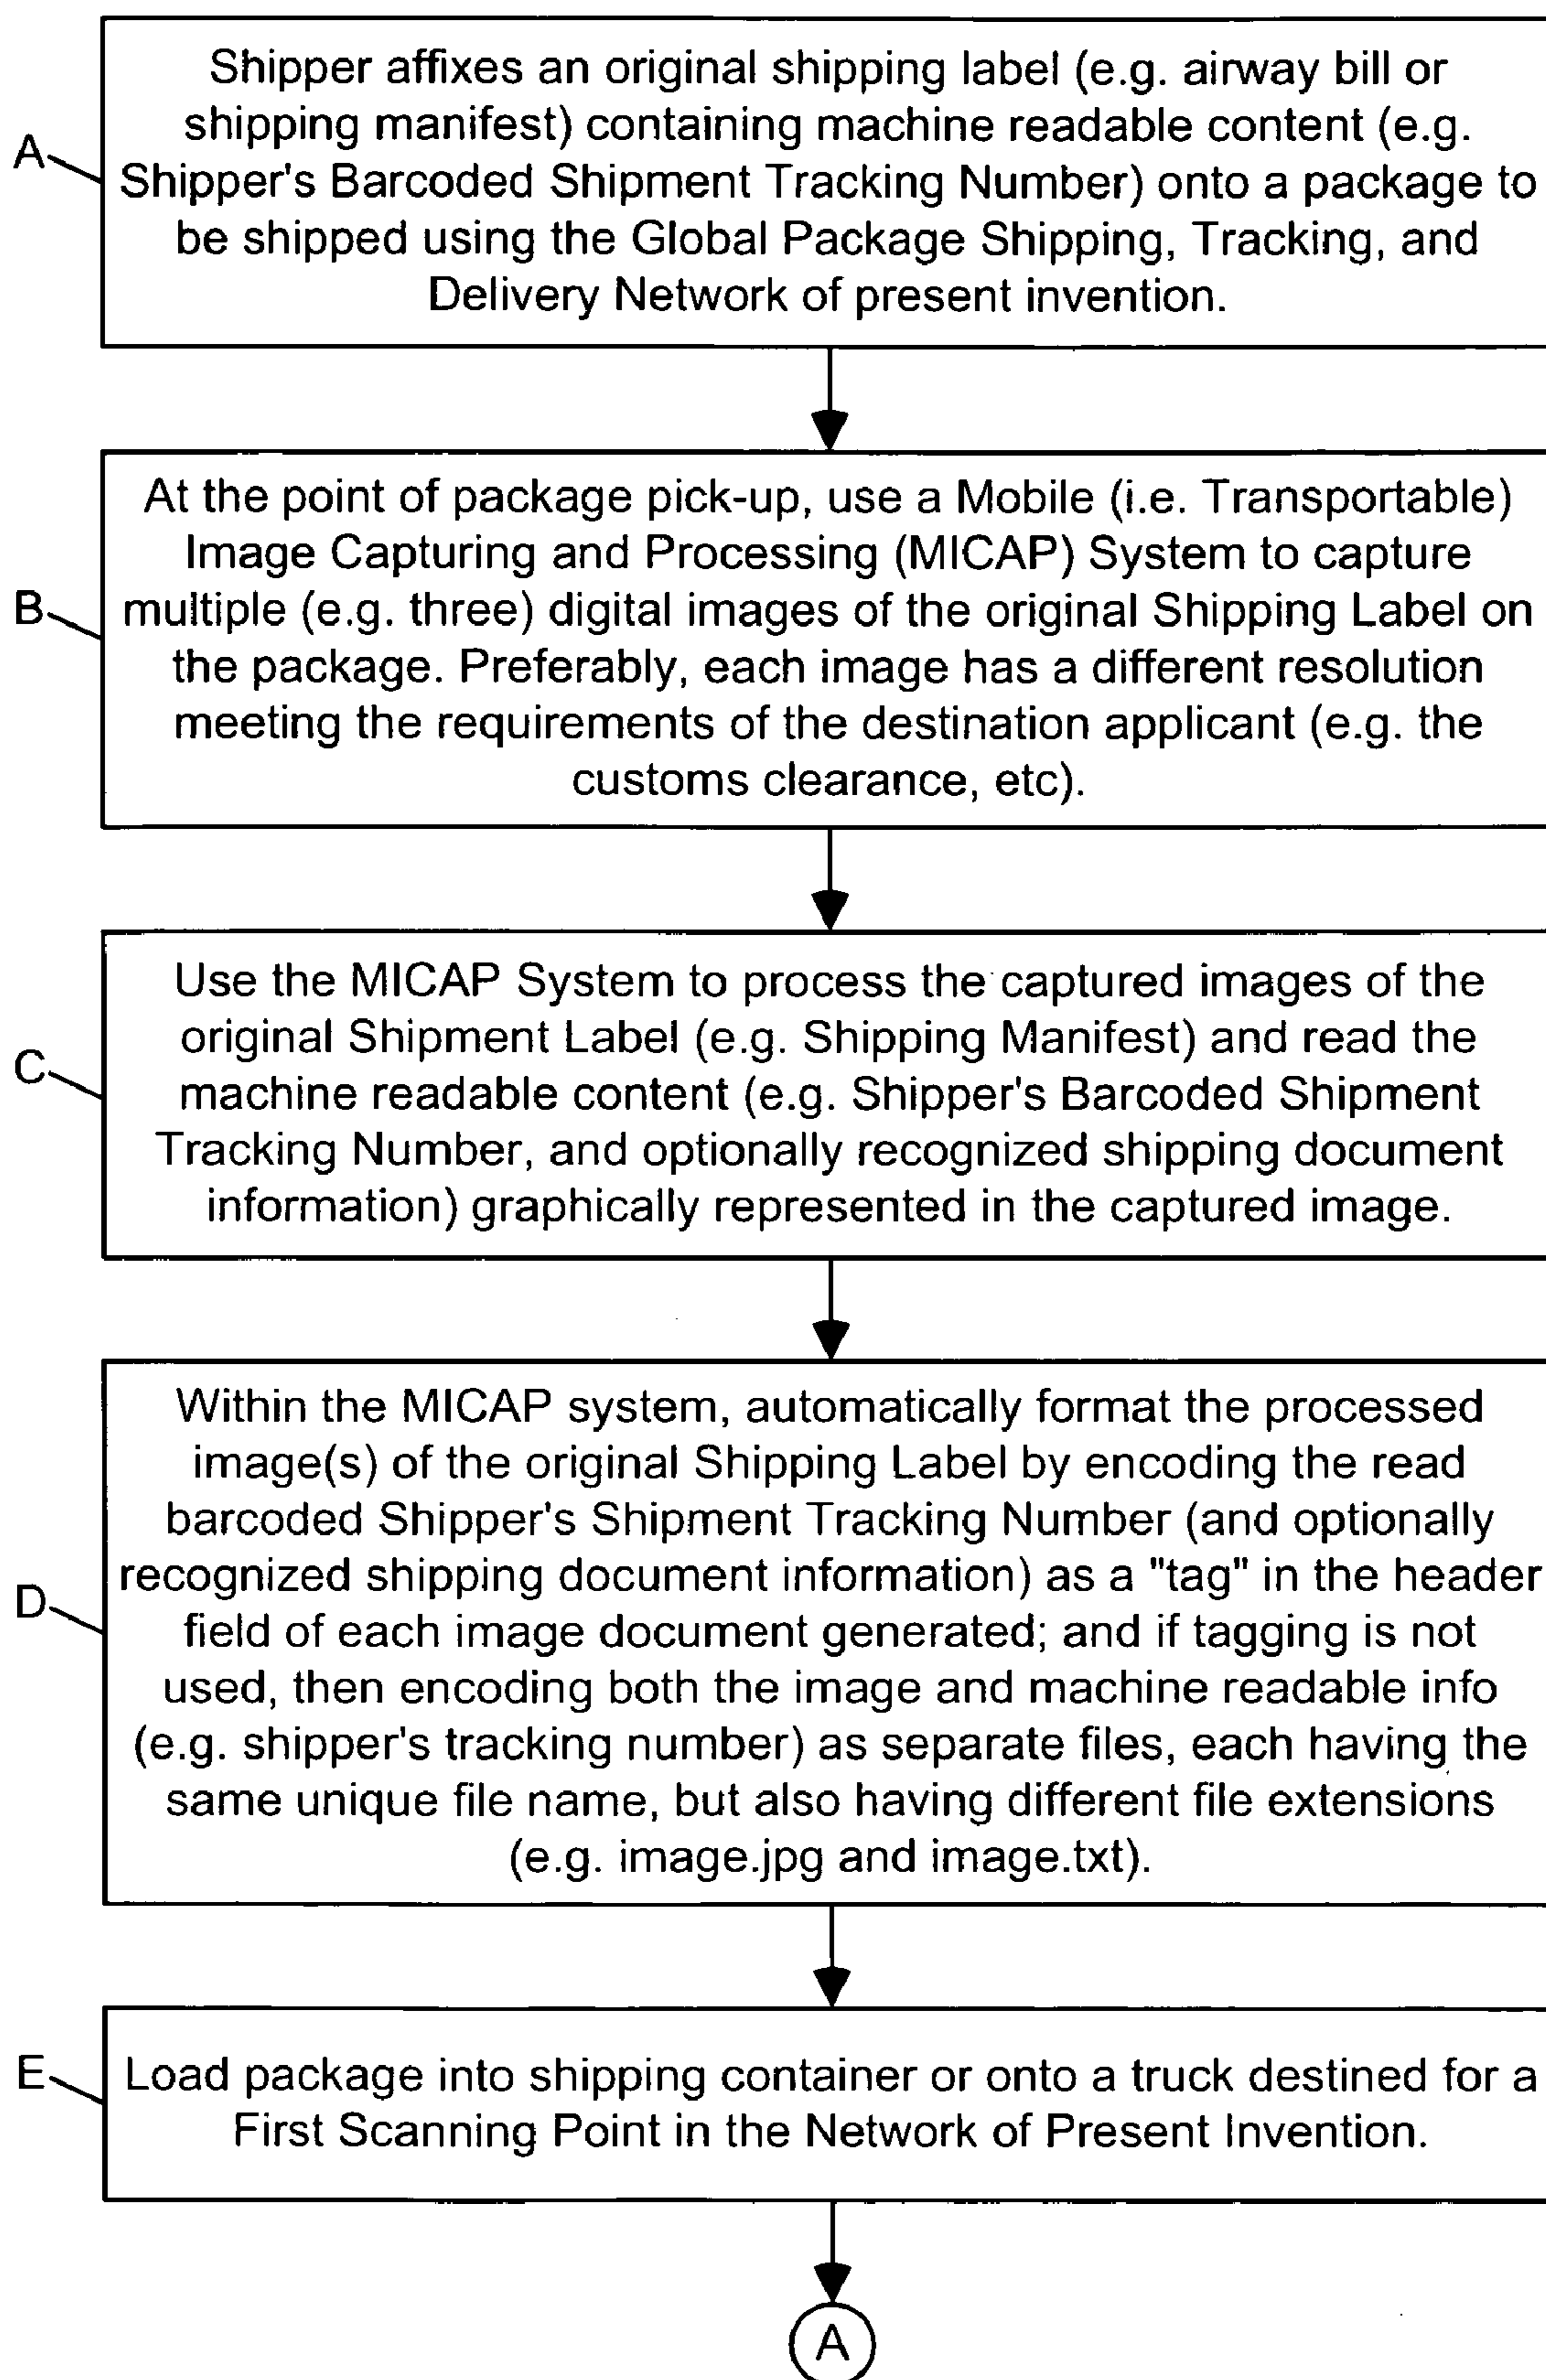 Shipper affixes an original shipping label (e.g. airway bill or
shipping manifest) containing machine readable content (e.g.
A
Shipper's Barcoded Shipment Tracking Number) onto a package to
be shipped using the Global Package Shipping, Tracking, and
Delivery Network of present invention.
At the point of package pick-up, use a Mobile (i.e. Transportable)
Image Capturing and Processing (MICAP) System to capture
B
multiple (e.g. three) digital images of the original Shipping Label on
the package. Preferably, each image has a different resolution
meeting the requirements of the destination applicant (e.g. the
customs clearance, etc).
Use the MICAP System to process the captured images of the
original Shipment Label (e.g. Shipping Manifest) and read the
C
machine readable content (e.g. Shipper's Barcoded Shipment
Tracking Number, and optionally recognized shipping document
information) graphically represented in the captured image.
Within the MICAP system, automatically format the processed
image(s) of the original Shipping Label by encoding the read
barcoded Shipper's Shipment Tracking Number (and optionally
recognized shipping document information) as a "tag" in the header
D
field of each image document generated; and if tagging is not
used, then encoding both the image and machine readable info
(e.g. shipper's tracking number) as separate files, each having the
same unique file name, but also having different file extensions
(e.g. image.jpg and image.txt).
E
Load package into shipping container or onto a truck destined for a
First Scanning Point in the Network of Present Invention.
A